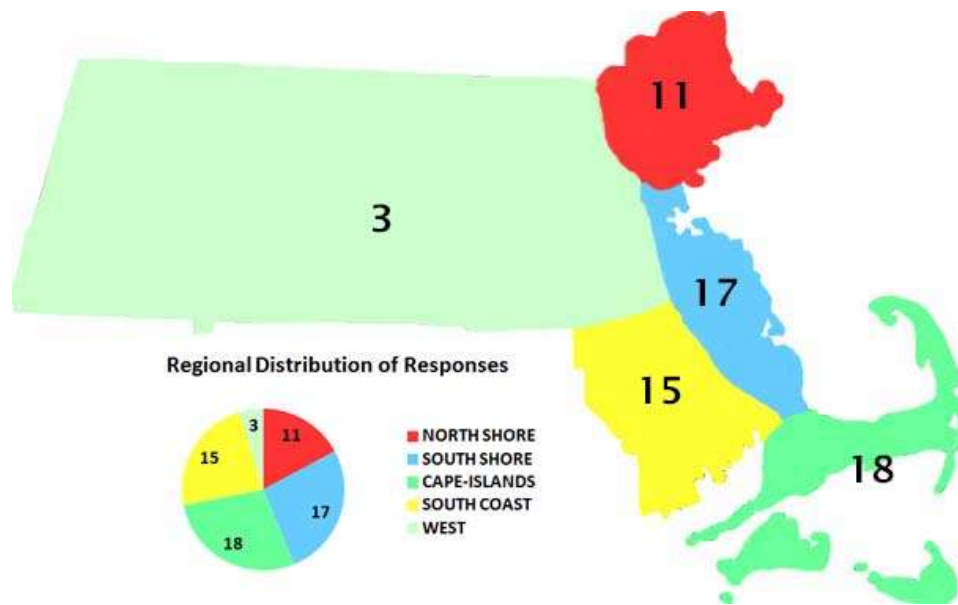 11
3
17
Regional Distribution of Responses
15
18
3
11
15
17
18
NORTH SHORE
SOUTH SHORE
CAPE-ISLANDS
SOUTH COAST
WEST